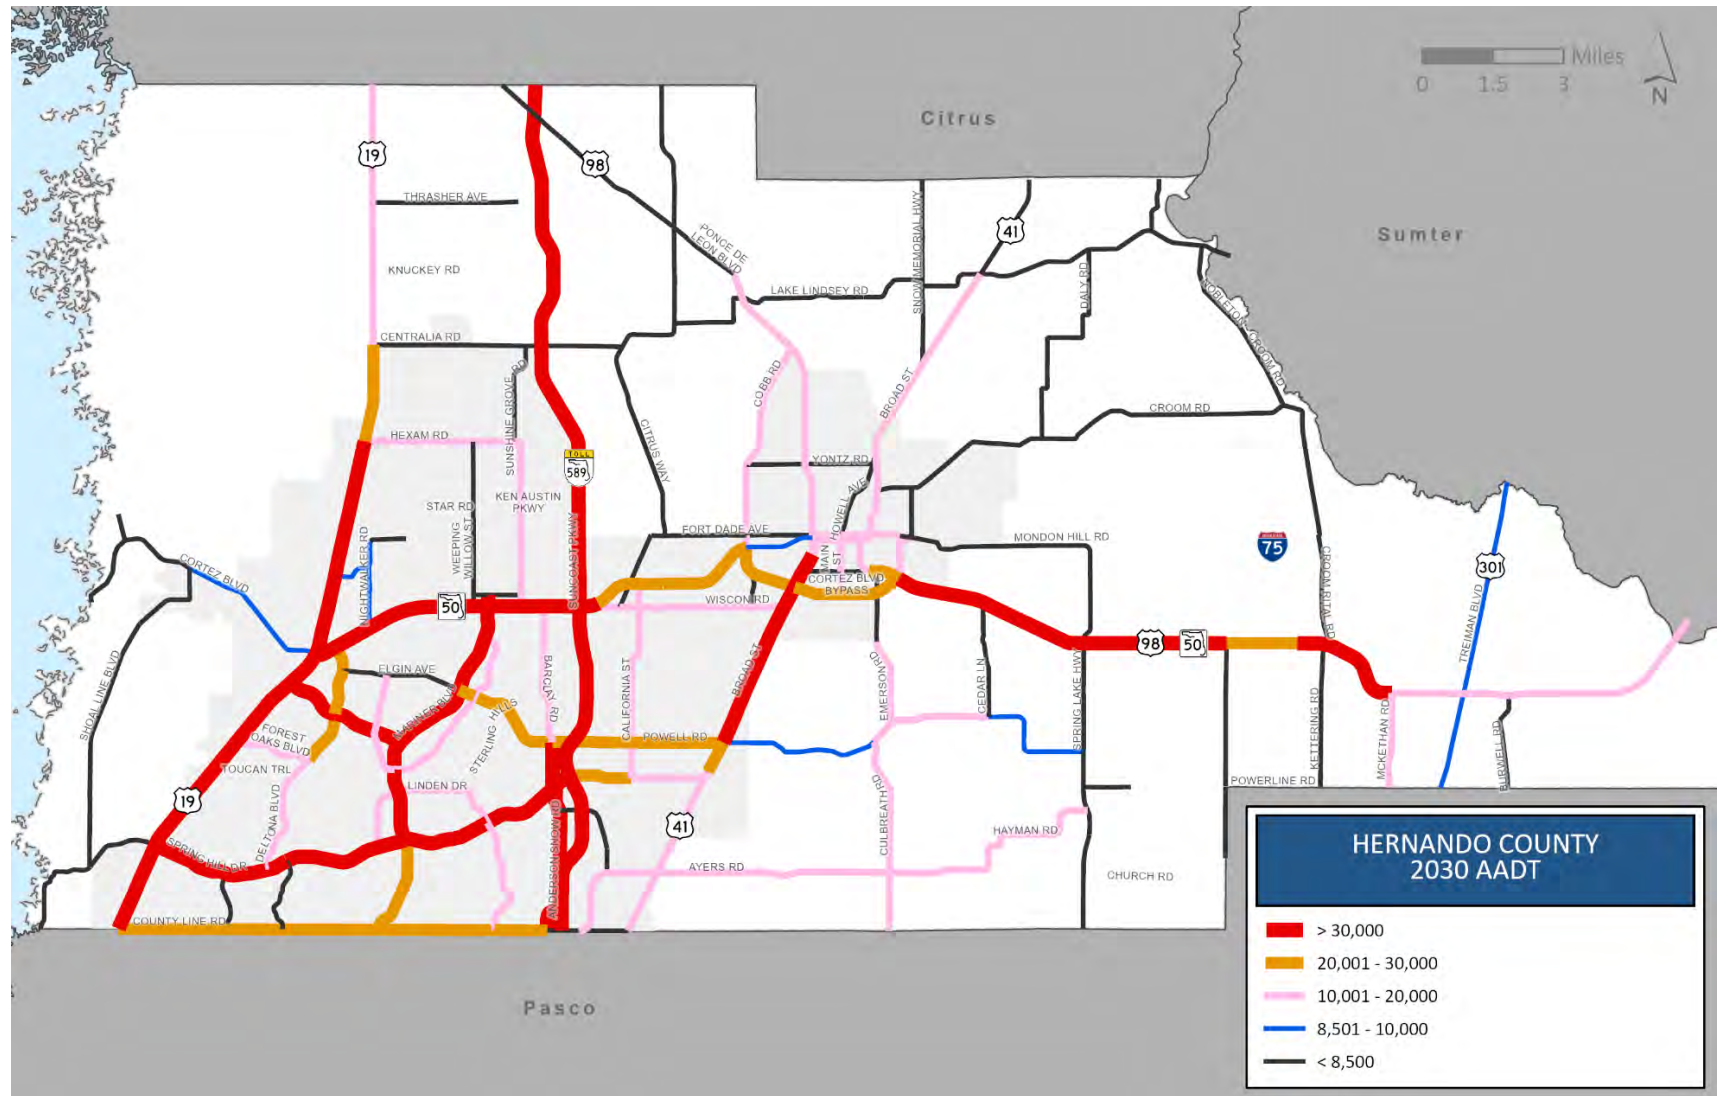 Citrus
Miles
0 1.5 3
N
19
98
THRASHER AVE
SNOW MEMORIAL HWY
41
Sumter
PONCE DE
LEON BLVD
KNUCKEY RD
LAKE LINDSEY RD
DALY RD
NOBLETON CROOM RD
CENTRALIA RD
SUNSHINE GROVE RD
COBB RD
BROAD ST
CROOM RD
HEXAM RD
CITRUS WAY
TOLL
589
YONTZ RD
STAR RD
KEN AUSTIN
PKWY
HOWELL AVE
WEEPING
WILLOW ST
FORT DADE AVE
MAIN
ST
MONDON HILL RD
75
CROOM RITAL RD
301
TREIMAN BLVD
CORTEZ BLVD
NIGHTWALKER RD
SUNCOAST PKWY
50
WISCON RD
CORTEZ BLVD
BYPASS
98
50
SHOAL LINE BLVD
ELGIN AVE
MARINER BLVD
BARCLAY RD
CALIFORNIA ST
BROAD ST
EMERSON RD
CEDAR LN
SPRING LAKE HWY
KETTERING RD
MCKETHAN RD
BURWELL RD
FOREST
OAKS BLVD
STERLING HILLS
POWELL RD
TOUCAN TRL
LINDEN DR
POWERLINE RD
19
DELTONA BLVD
CULBREATH RD
ANDERSON SNOW RD
41
HAYMAN RD
SPRING HILL DR
AYERS RD
CHURCH RD
COUNTY LINE RD
Pasco
HERNANDO COUNTY
2030 AADT
> 30,000
20,001 - 30,000
10,001 - 20,000
8,501 - 10,000
< 8,500